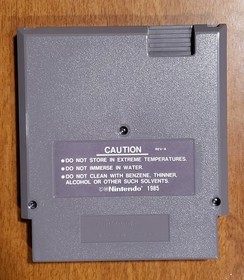 CAUTION
•DO NOT STORE IN EXTREME TEMPERATURES.
•DO NOT IMMERSE IN WATER.
•DO NOT CLEAN WITH BENZENE, THINNER,
ALCOHOL OR OTHER SUCH SOLVENTS.
Nintendo 1985